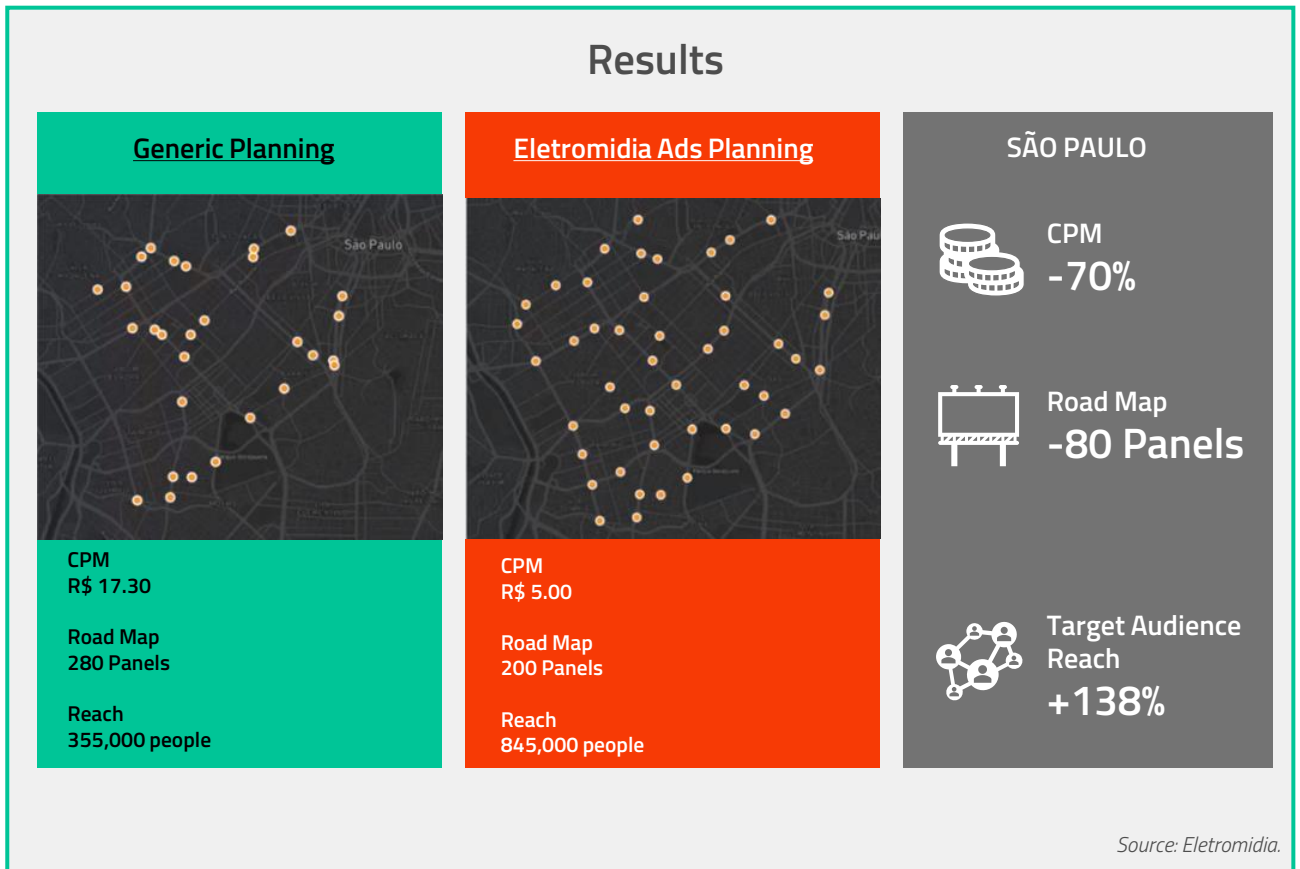 Results
Generic Planning
São Paulo
CPM
R$ 17.30
Road Map
280 Panels
Reach
355,000 people
Eletromidia Ads Planning
São Pau
CPM
R$ 5.00
Road Map
200 Panels
Reach
845,000 people
SÃO PAULO
CPM
-70%
Road Map
-80 Panels
Target Audience
Reach
+138%
Source: Eletromidia.